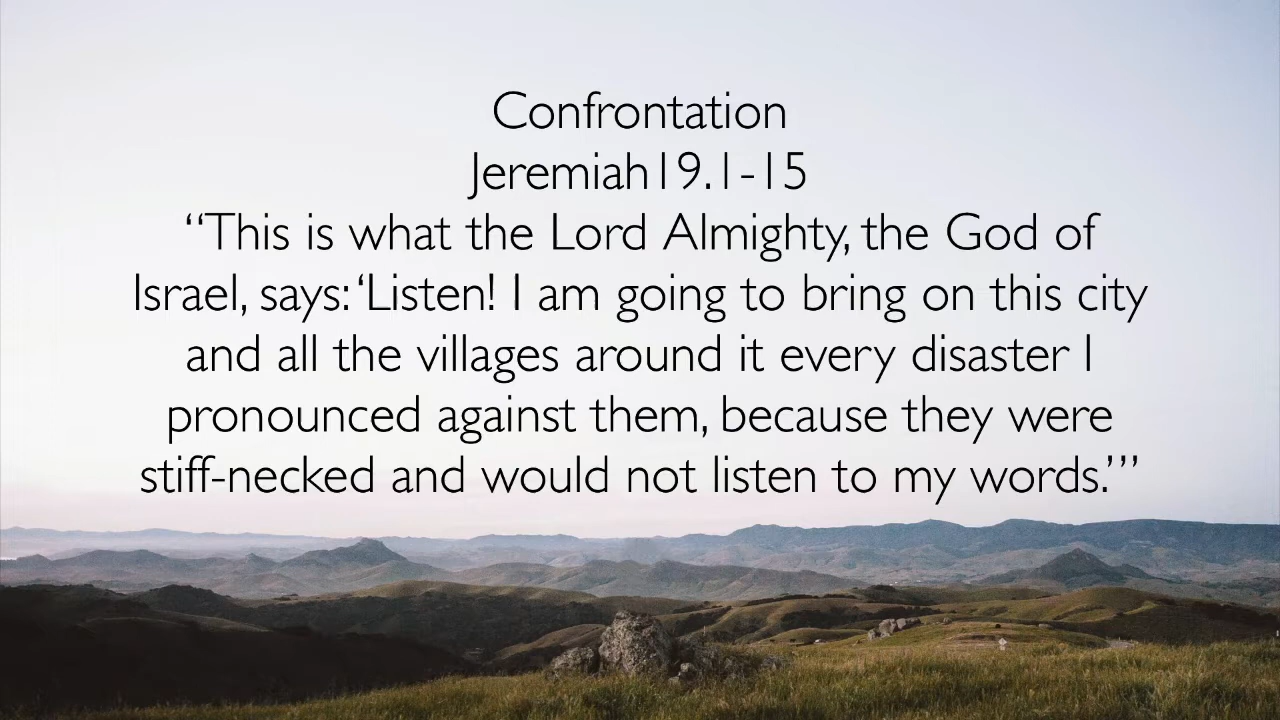 Confrontation
Jeremiah19.1-15
“This is what the Lord Almighty, the God of
Israel, says: ‘Listen! I am going to bring on this city
and all the villages around it every disaster I
pronounced against them, because they were
stiff-necked and would not listen to my words.’”